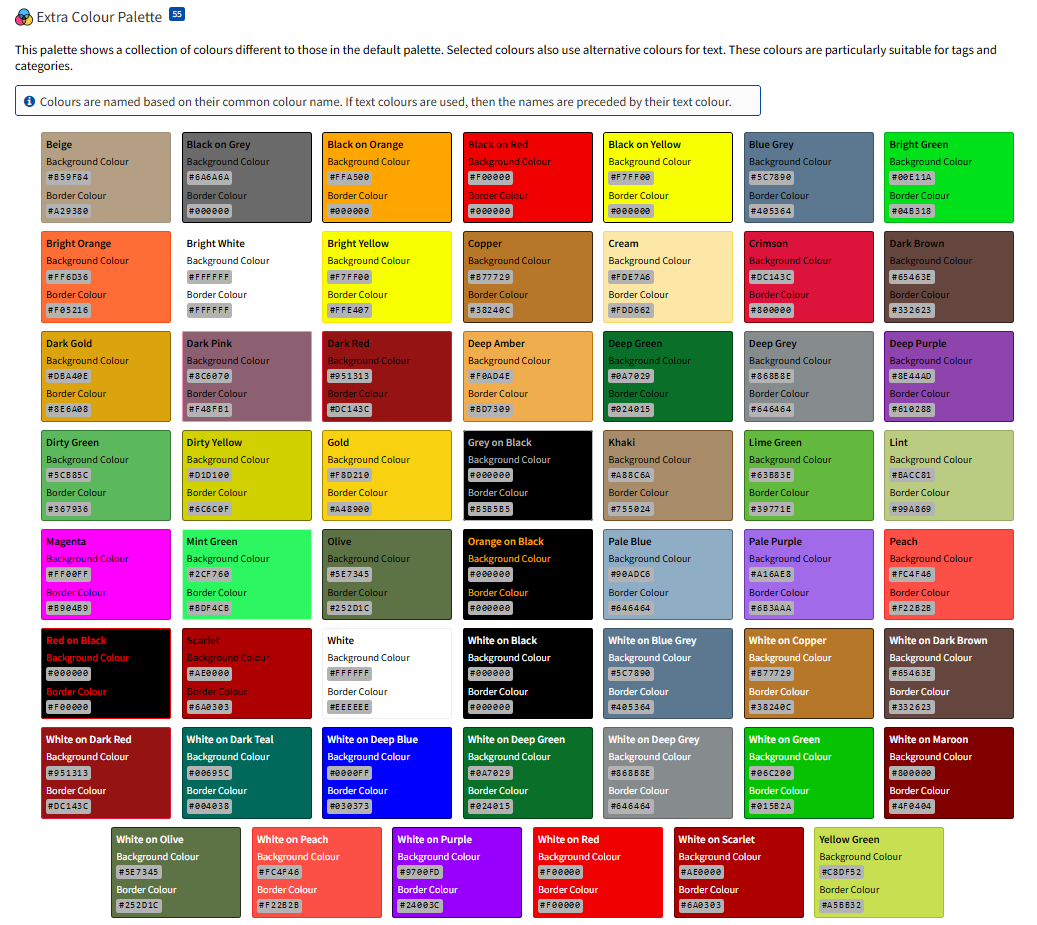 Extra Colour Palette 55
This palette shows a collection of colours different to those in the default palette. Selected colours also use alternative colours for text. These colours are particularly suitable for tags and
categories.
Colours are named based on their common colour name. If text colours are used, then the names are preceded by their text colour.
Beige
Background Colour
#B59F84
Border Colour
#A29380
Black on Grey
Background Colour
#6A6A6A
Border Colour
#000000
Black on Orange
Background Colour
#FFA500
Border Colour
#000000
Black on Red
Background Colour
#F00000
Border Colour
#000000
Black on Yellow
Background Colour
#F7FF00
Border Colour
#000000
Blue Grey
Background Colour
#5C7890
Border Colour
#405364
Bright Green
Background Colour
#00E11A
Border Colour
#04B318
Bright Orange
Background Colour
#FF6D36
Border Colour
#F05216
Bright White
Background Colour
#FFFFFF
Border Colour
#FFFFFF
Bright Yellow
Background Colour
#F7FF00
Border Colour
#FFE407
Copper
Background Colour
#B77729
Border Colour
#38240C
Cream
Background Colour
#FDE7A6
Border Colour
#FDD662
Crimson
Background Colour
#DC143C
Border Colour
#800000
Dark Brown
Background Colour
#65463E
Border Colour
#332623
Dark Gold
Background Colour
#DBA40E
Border Colour
#8E6A08
Dark Pink
Background Colour
#8C6070
Border Colour
#F48FB1
Dark Red
Background Colour
#951313
Border Colour
#DC143C
Deep Amber
Background Colour
#F0AD4E
Border Colour
#BD7309
Deep Green
Background Colour
#0A7029
Border Colour
#024015
Deep Grey
Background Colour
#868B8E
Border Colour
#646464
Deep Purple
Background Colour
#8E44AD
Border Colour
#610288
Dirty Green
Background Colour
#5CB85C
Border Colour
#367936
Dirty Yellow
Background Colour
#D1D100
Border Colour
#6C6C0F
Gold
Background Colour
#F8D210
Border Colour
#A48900
Grey on Black
Background Colour
#000000
Border Colour
#B5B5B5
Khaki
Background Colour
#A88C6A
Border Colour
#755024
Lime Green
Background Colour
#63B83E
Border Colour
#39771E
Lint
Background Colour
#BACC81
Border Colour
#99A869
Magenta
Background Colour
#FF00FF
Border Colour
#B904B9
Mint Green
Background Colour
#2CF760
Border Colour
#BDF4CB
Olive
Background Colour
#5E7345
Border Colour
#252D1C
Orange on Black
Background Colour
#000000
Border Colour
#000000
Pale Blue
Background Colour
#90ADC6
Border Colour
#646464
Pale Purple
Background Colour
#A16AE8
Border Colour
#6B3AAA
Peach
Background Colour
#FC4F46
Border Colour
#F22B2B
Red on Black
Background Colour
#000000
Border Colour
#F00000
Scarlet
Background Colour
#AE0000
Border Colour
#6A0303
White
Background Colour
#FFFFFF
Border Colour
#EEEEEE
White on Black
Background Colour
#000000
Border Colour
#000000
White on Blue Grey
Background Colour
#5C7890
Border Colour
#405364
White on Copper
Background Colour
#B77729
Border Colour
#38240C
White on Dark Brown
Background Colour
#65463E
Border Colour
#332623
White on Dark Red
Background Colour
#951313
Border Colour
#DC143C
White on Dark Teal
Background Colour
#00695C
Border Colour
#004038
White on Deep Blue
Background Colour
#0000FF
Border Colour
#030373
White on Deep Green
Background Colour
#0A7029
Border Colour
#024015
White on Deep Grey
Background Colour
#868B8E
Border Colour
#646464
White on Green
Background Colour
#06C200
Border Colour
#015B2A
White on Maroon
Background Colour
#800000
Border Colour
#4F0404
White on Olive
Background Colour
#5E7345
Border Colour
#252D1C
White on Peach
Background Colour
#FC4F46
Border Colour
#F22B2B
White on Purple
Background Colour
#9700FD
Border Colour
#24003C
White on Red
Background Colour
#F00000
Border Colour
#F00000
White on Scarlet
Background Colour
#AE0000
Border Colour
#6A0303
Yellow Green
Background Colour
#C8DF52
Border Colour
#A5BB32